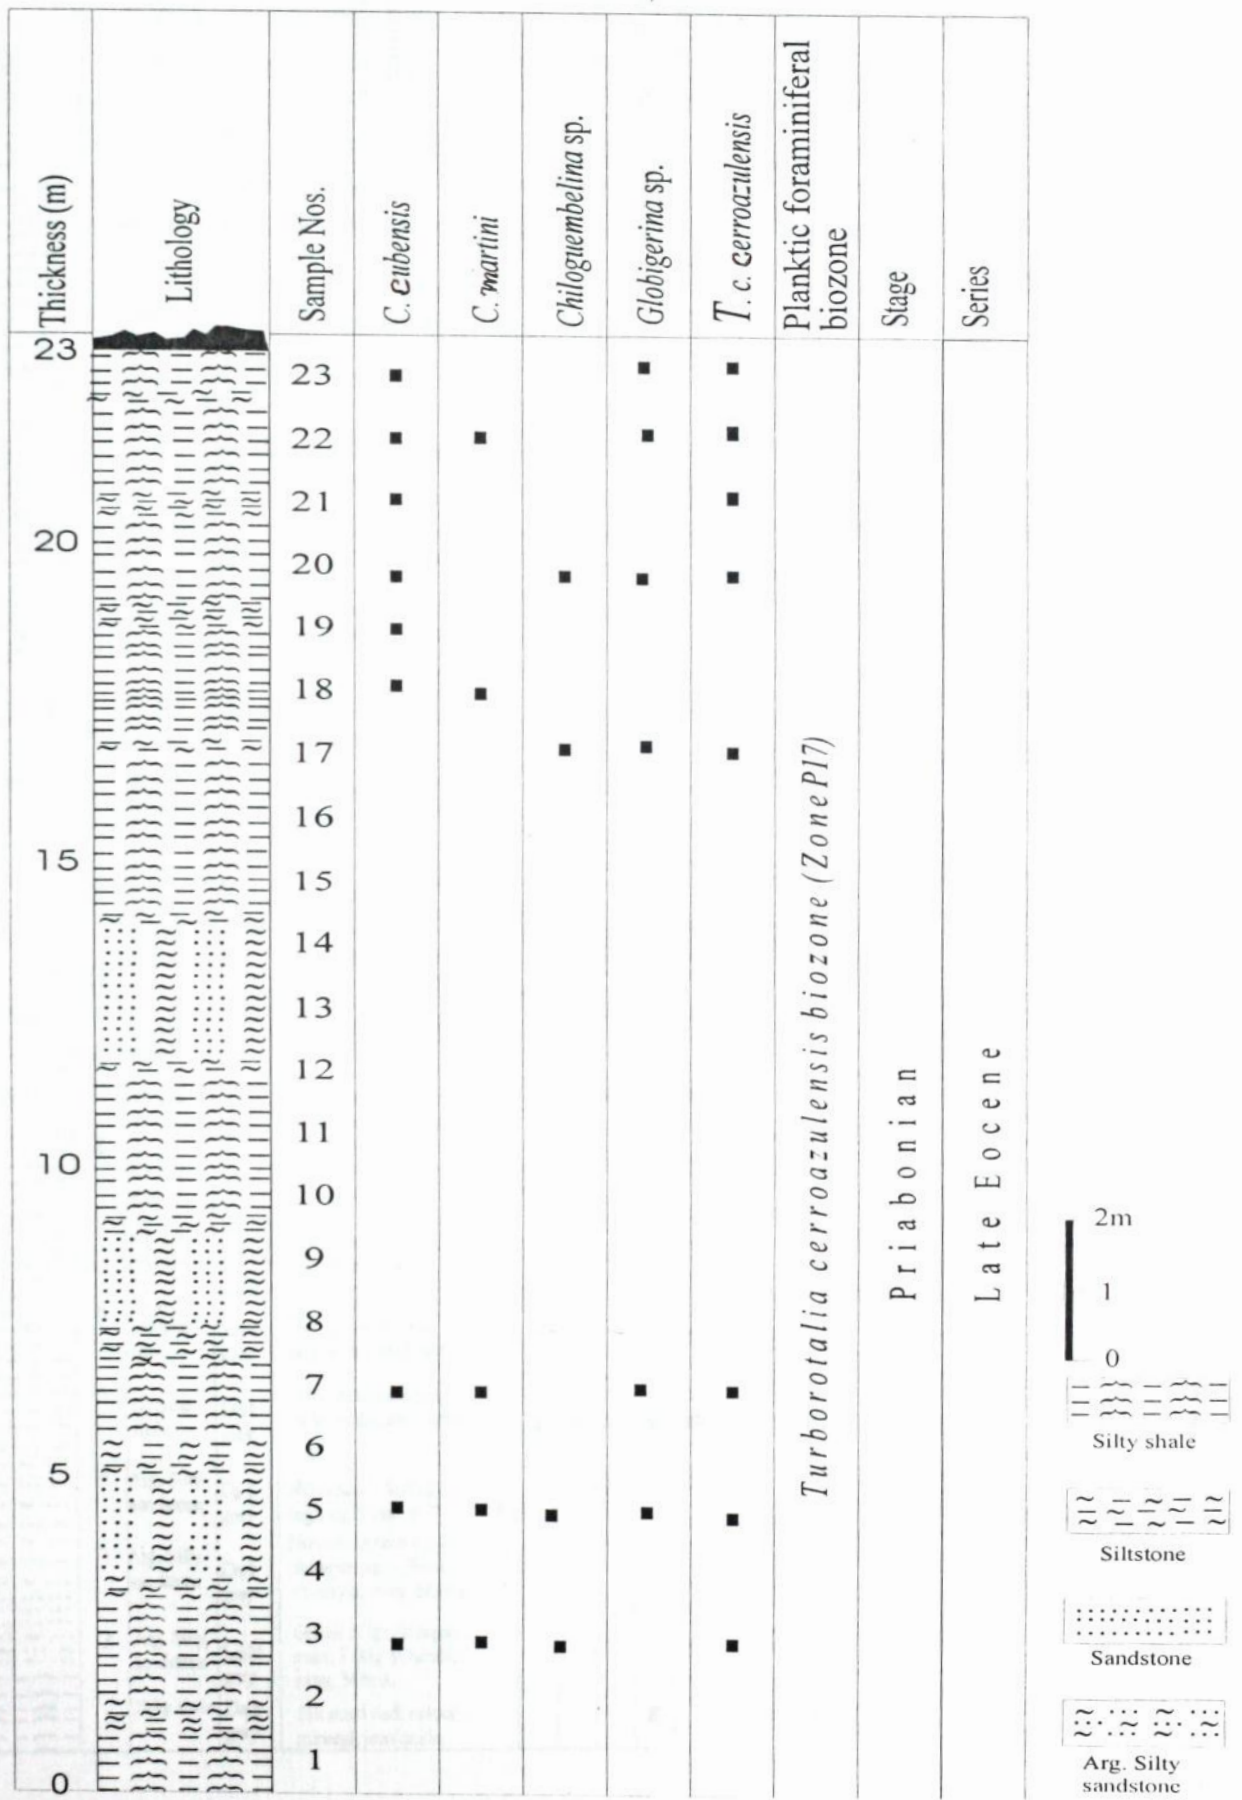 Thickness (m)
Lithology
Sample Nos.
C. cubensis
C. martini
Chiloguembelina sp.
Globigerina sp.
T. c. cerroazulensis
Planktic foraminiferal
biozone
Stage
Series
23
20
15
10
5
0
23
22
21
20
19
18
17
16
15
14
13
12
11
10
9
8
7
6
5
4
3
2
1
Turborotalia cerroazulensis biozone (Zone P17)
Priabonian
Late Eocene
2m
1
0
Silty shale
Siltstone
Sandstone
Arg. Silty
sandstone